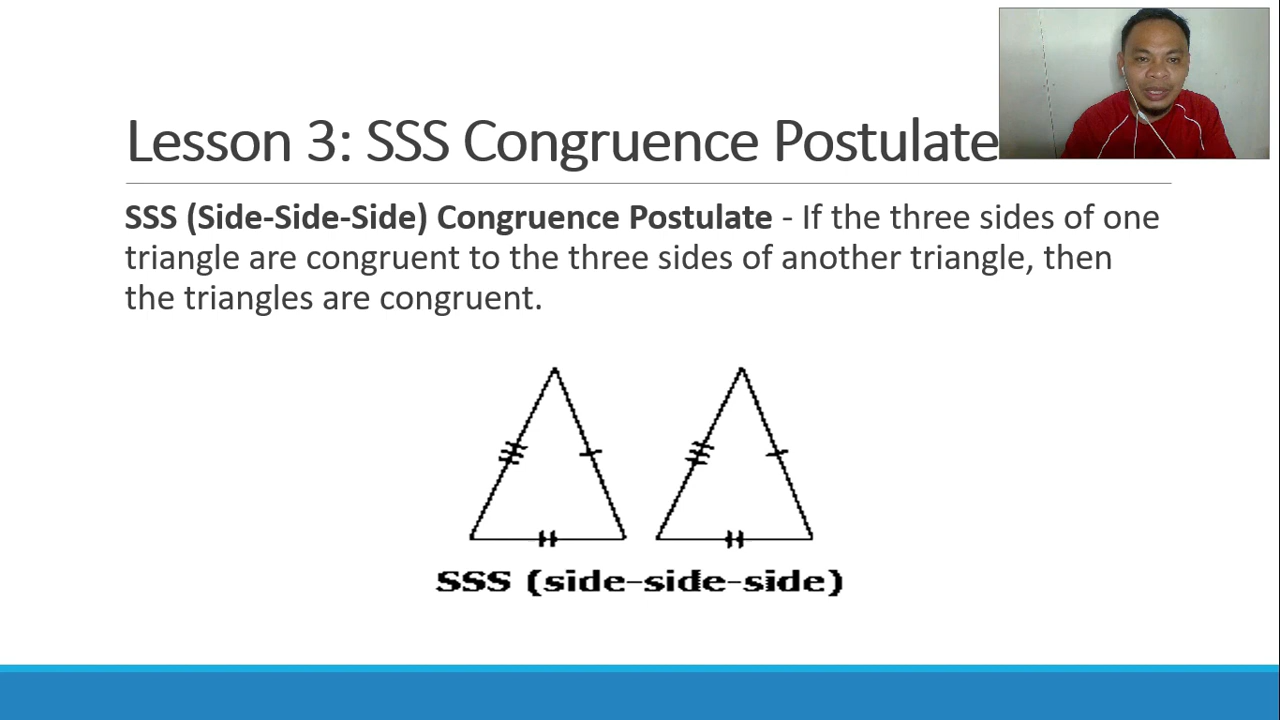 Lesson 3: SSS Congruence Postulate
SSS (Side-Side-Side) Congruence Postulate - If the three sides of one
triangle are congruent to the three sides of another triangle, then
the triangles are congruent.
SSS (side-side-side)